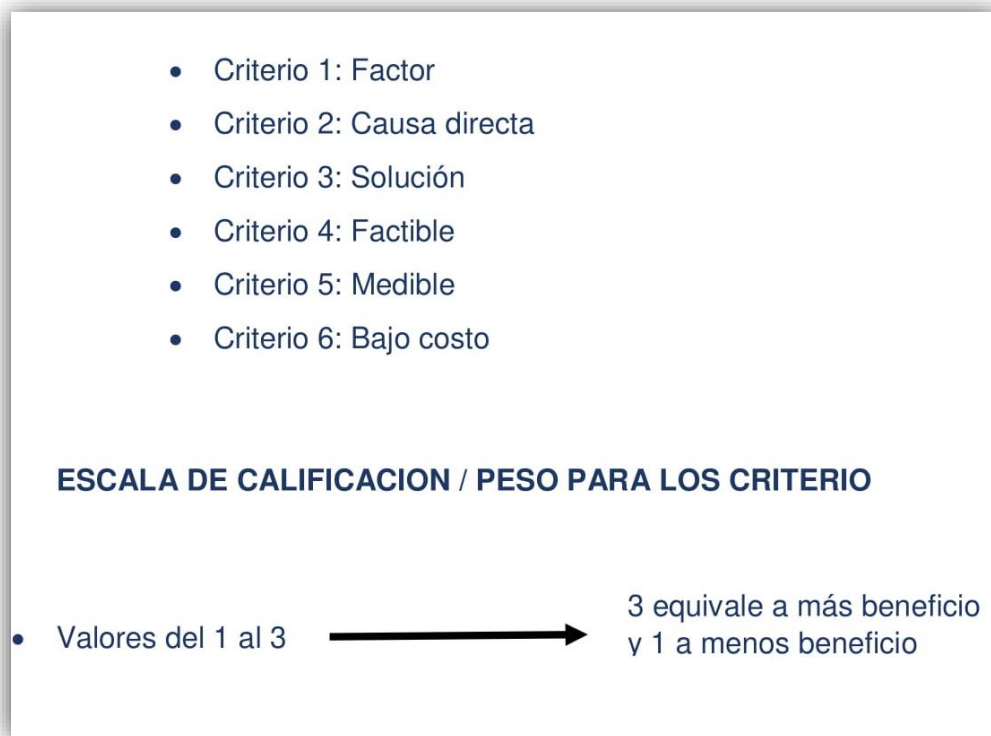 • Criterio 1: Factor
• Criterio 2: Causa directa
• Criterio 3: Solución
• Criterio 4: Factible
• Criterio 5: Medible
• Criterio 6: Bajo costo
ESCALA DE CALIFICACION / PESO PARA LOS CRITERIO
• Valores del 1 al 3
3 equivale a más beneficio
y 1 a menos beneficio